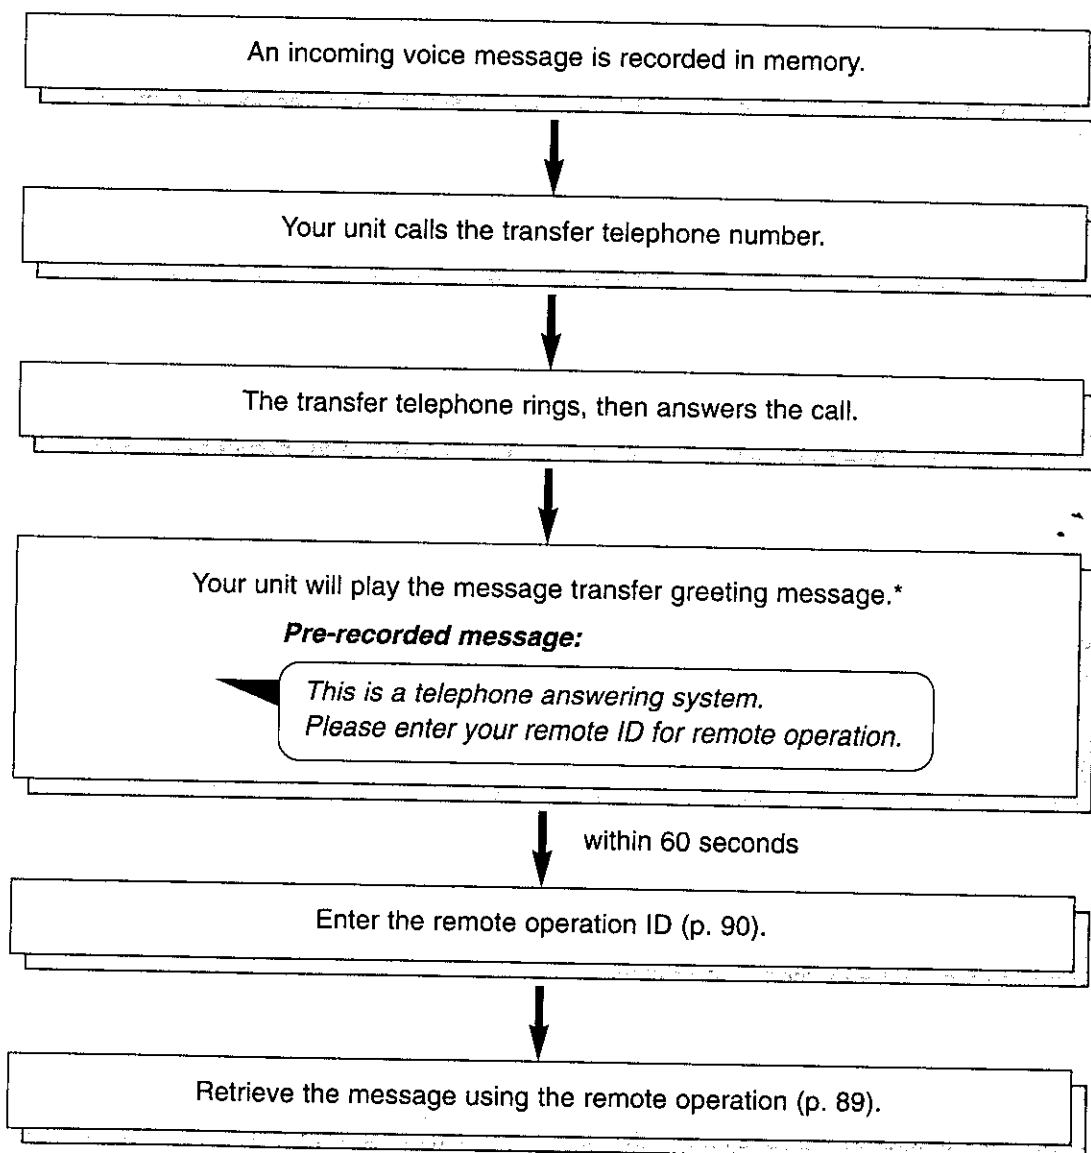 An incoming voice message is recorded in memory.
Your unit calls the transfer telephone number.
The transfer telephone rings, then answers the call.
Your unit will play the message transfer greeting message.*
Pre-recorded message:
This is a telephone answering system.
Please enter your remote ID for remote operation.
within 60 seconds
Enter the remote operation ID (p. 90).
Retrieve the message using the remote operation (p. 89).